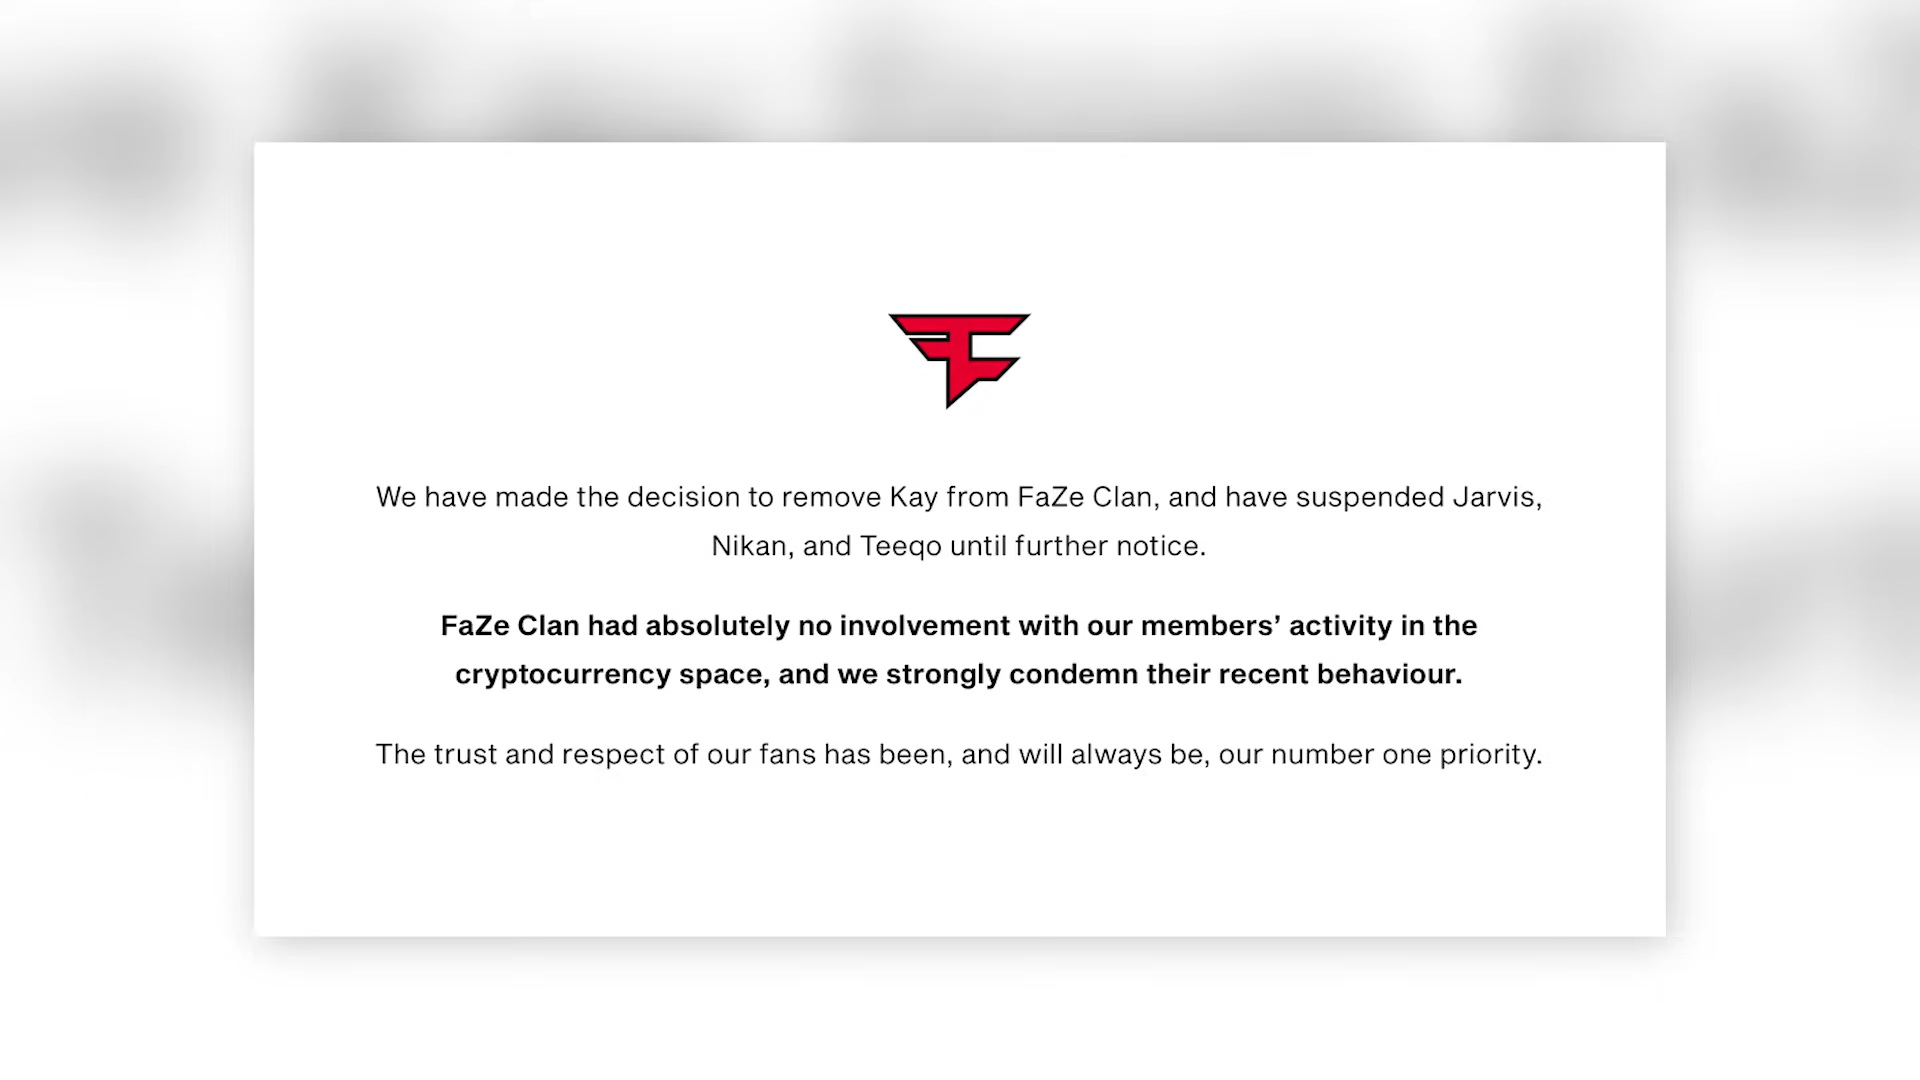 We have made the decision to remove Kay from FaZe Clan, and have suspended Jarvis,
Nikan, and Teeqo until further notice.
FaZe Clan had absolutely no involvement with our members’ activity in the
cryptocurrency space, and we strongly condemn their recent behaviour.
The trust and respect of our fans has been, and will always be, our number one priority.